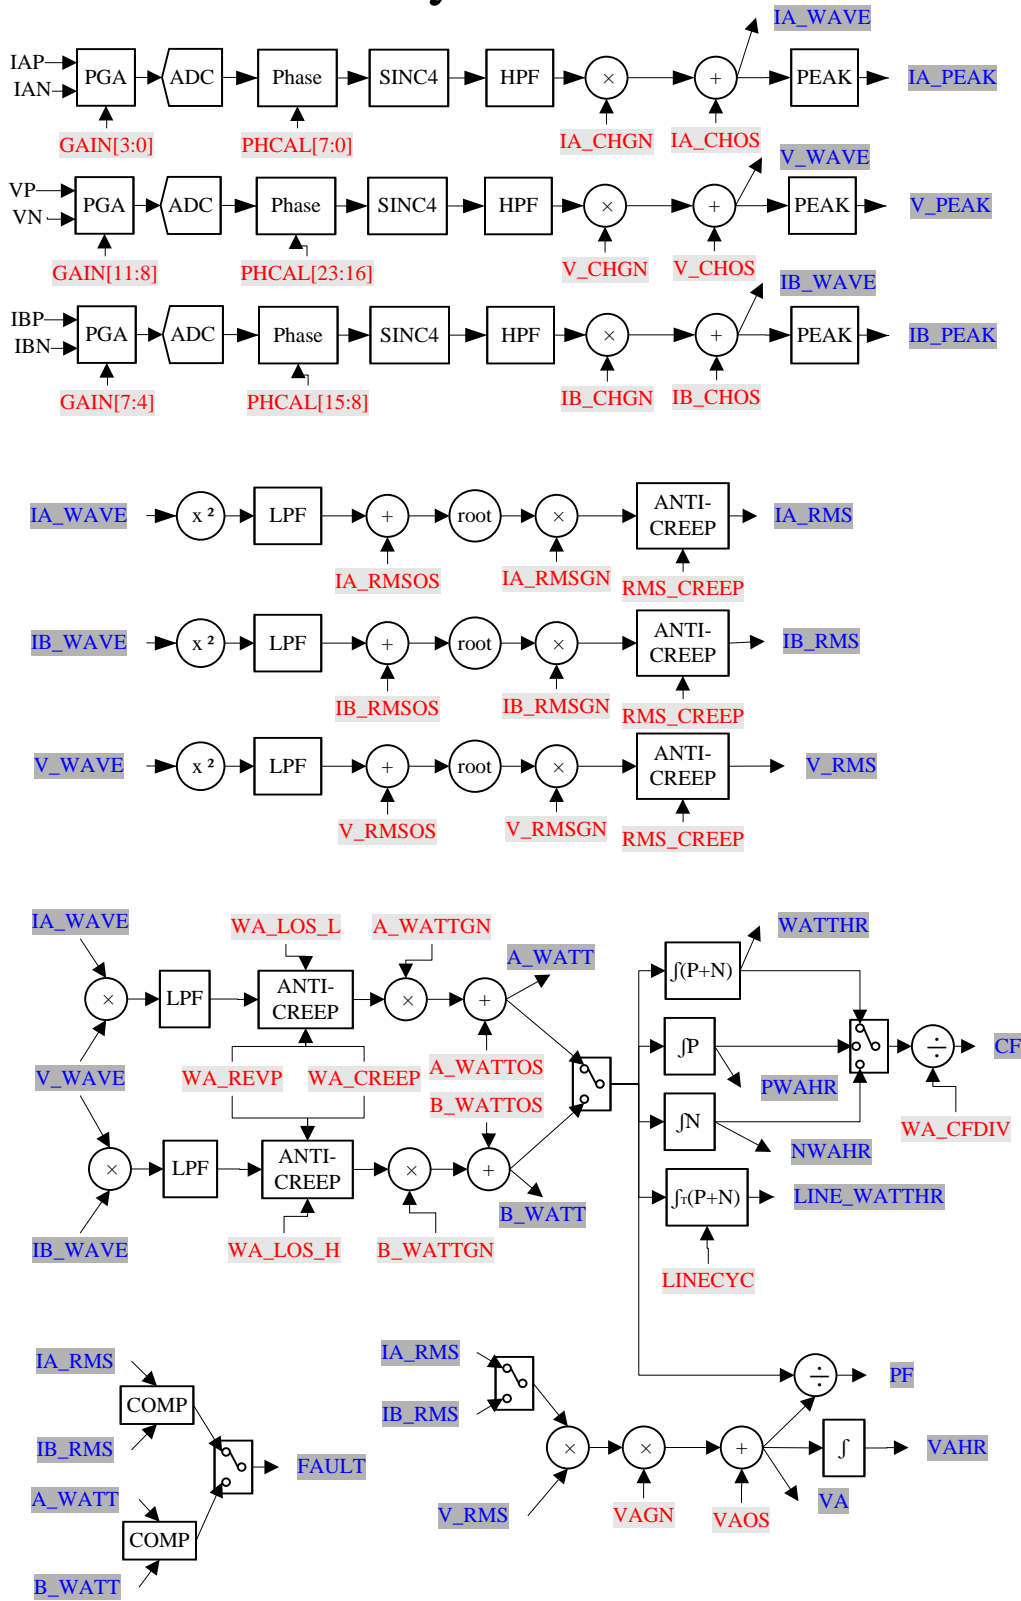 IA_WAVE
IAP
IAN
PGA
ADC
Phase
SINC4
HPF
×
+
PEAK
IA_PEAK
GAIN[3:0]
PHCAL[7:0]
IA_CHGN
IA_CHOS
V_WAVE
VP
VN
PGA
ADC
Phase
SINC4
HPF
×
+
PEAK
V_PEAK
GAIN[11:8]
PHCAL[23:16]
V_CHGN
V_CHOS
IB_WAVE
IBP
IBN
PGA
ADC
Phase
SINC4
HPF
×
+
PEAK
IB_PEAK
GAIN[7:4]
PHCAL[15:8]
IB_CHGN
IB_CHOS
IA_WAVE
x²
LPF
+
root
×
ANTI-
CREEP
IA_RMS
IA_RMSOS
IA_RMSGN
RMS_CREEP
IB_WAVE
x²
LPF
+
root
×
ANTI-
CREEP
IB_RMS
IB_RMSOS
IB_RMSGN
RMS_CREEP
V_WAVE
x²
LPF
+
root
×
ANTI-
CREEP
V_RMS
V_RMSOS
V_RMSGN
RMS_CREEP
IA_WAVE
WA_LOS_L
A_WATTGN
A_WATT
WATTHR
×
LPF
ANTI-
CREEP
×
+
∫(P+N)
V_WAVE
WA_REVP
WA_CREEP
A_WATTOS
B_WATTOS
∫P
PWAHR
÷
CF
WA_CFDIV
∫N
NWAHR
×
LPF
ANTI-
CREEP
×
+
∫T(P+N)
LINE_WATTHR
B_WATT
IB_WAVE
WA_LOS_H
B_WATTGN
LINECYC
IA_RMS
COMP
IB_RMS
FAULT
A_WATT
COMP
B_WATT
IA_RMS
IB_RMS
÷
PF
×
×
+
∫
VAHR
V_RMS
VAGN
VAOS
VA